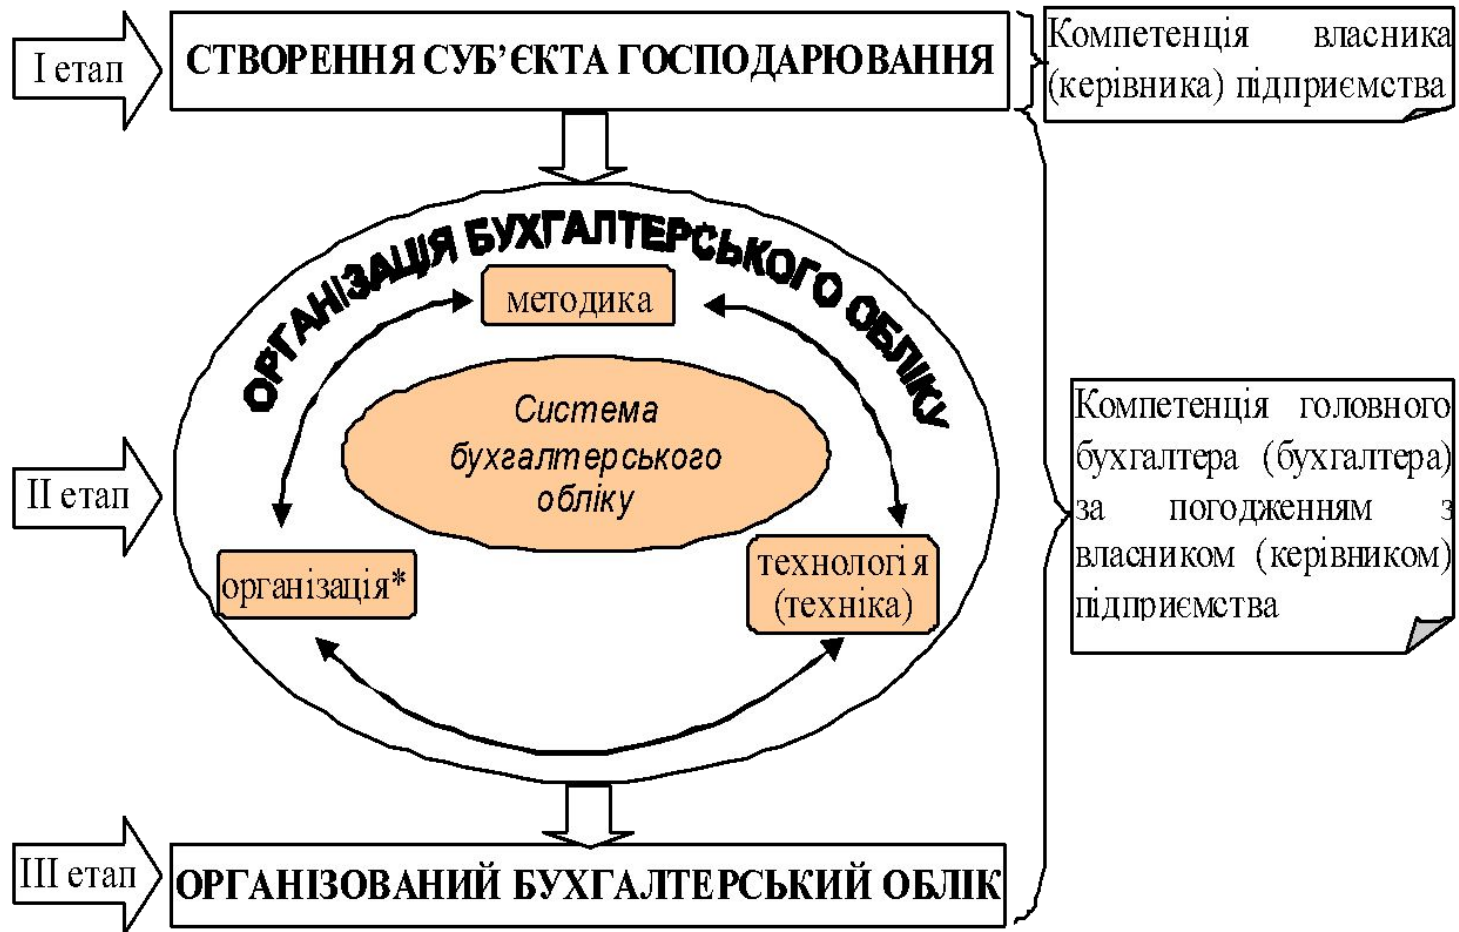 І етап
СТВОРЕННЯ СУБ’ЄКТА ГОСПОДАРЮВАННЯ
Компетенція власника
(керівника) підприємства
ОРГАНІЗАЦІЯ БУХГАЛТЕРСЬКОГО ОБЛІКУ
методика
Система
бухгалтерського
обліку
ІІ етап
організація*
технологія
(техніка)
Компетенція головного
бухгалтера (бухгалтера)
за погодженням з
власником (керівником)
підприємства
ІІІ етап
ОРГАНІЗОВАНИЙ БУХГАЛТЕРСЬКИЙ ОБЛІК